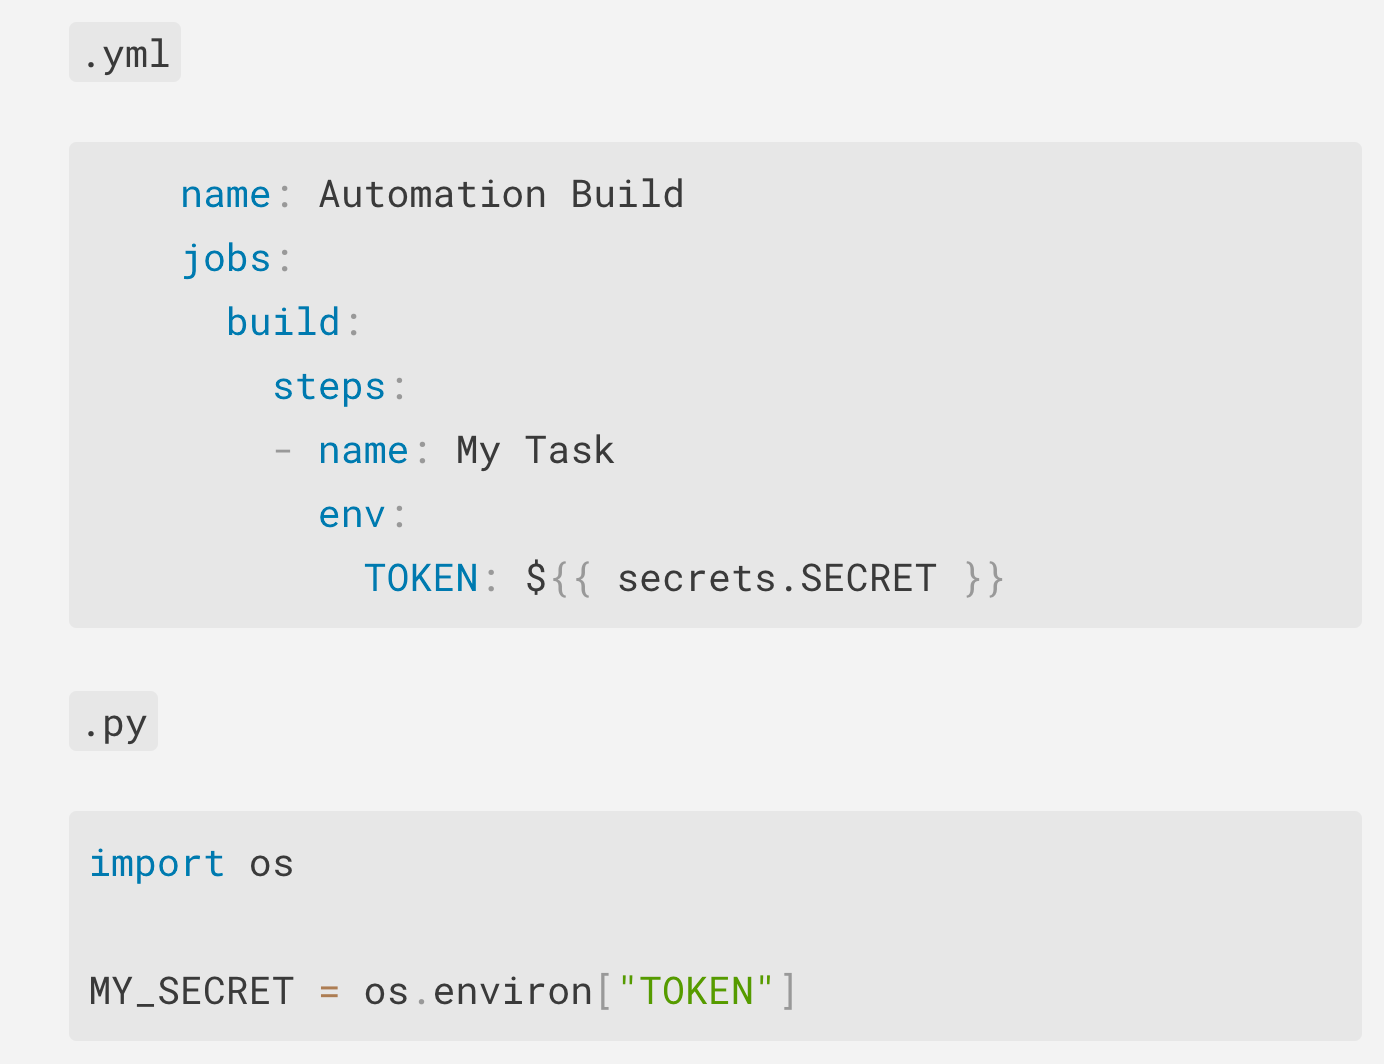 .yml
    name: Automation Build
    jobs:
      build:
        steps:
        - name: My Task
          env:
            TOKEN: ${{ secrets.SECRET }}
.py
import os
MY_SECRET = os.environ["TOKEN"]